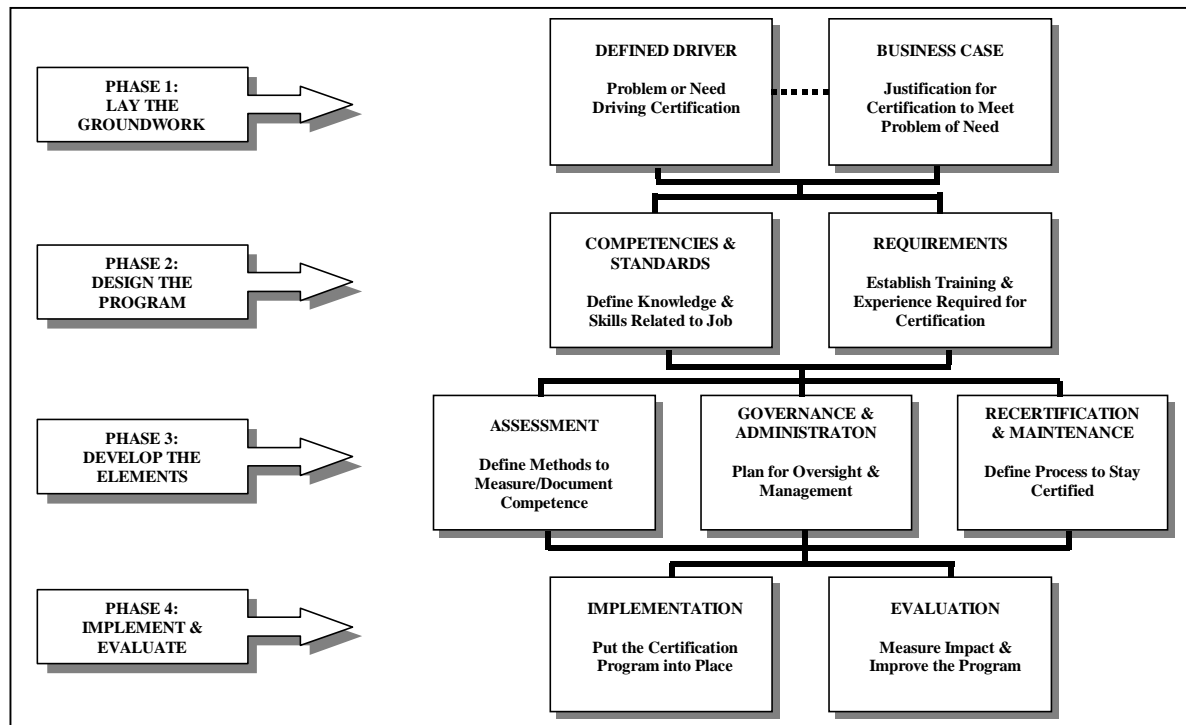 PHASE 1:
LAY THE
GROUNDWORK
DEFINED DRIVER
Problem or Need
Driving Certification
BUSINESS CASE
Justification for
Certification to Meet
Problem of Need
PHASE 2:
DESIGN THE
PROGRAM
COMPETENCIES &
STANDARDS
Define Knowledge &
Skills Related to Job
REQUIREMENTS
Establish Training &
Experience Required for
Certification
PHASE 3:
DEVELOP THE
ELEMENTS
ASSESSMENT
Define Methods to
Measure/Document
Competence
GOVERNANCE &
ADMINISTRATON
Plan for Oversight &
Management
RECERTIFICATION
& MAINTENANCE
Define Process to Stay
Certified
PHASE 4:
IMPLEMENT &
EVALUATE
IMPLEMENTATION
Put the Certification
Program into Place
EVALUATION
Measure Impact &
Improve the Program